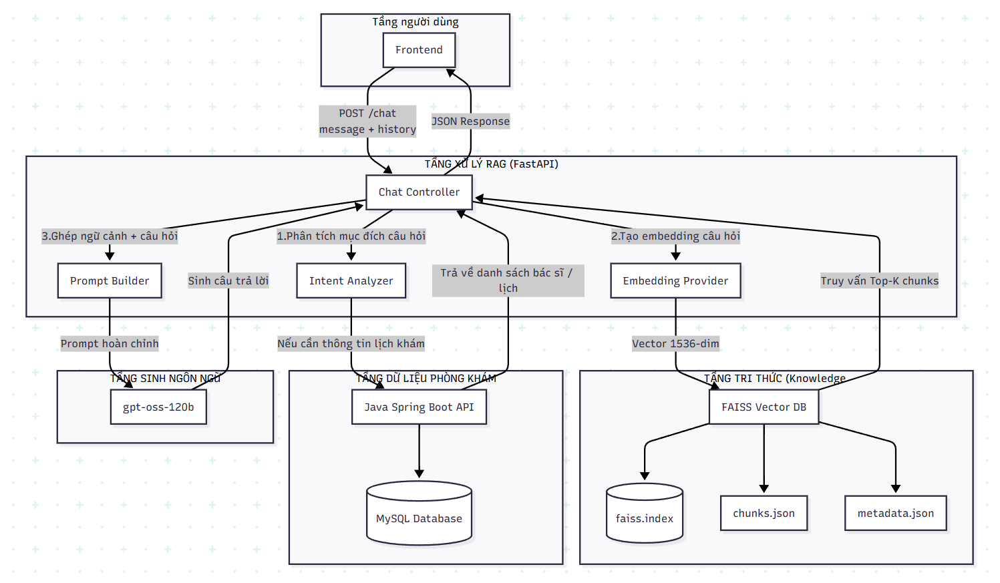 Tầng người dùng
Frontend
POST /chat
message + history
JSON Response
TẦNG XỬ LÝ RAG (FastAPI)
Chat Controller
3.Ghép ngữ cảnh + câu hỏi
1.Phân tích mục đích câu hỏi
2.Tạo embedding câu hỏi
Prompt Builder
Sinh câu trả lời
Intent Analyzer
Trả về danh sách bác sĩ /
lịch
Embedding Provider
Truy vấn Top-K chunks
Prompt hoàn chỉnh
Nếu cần thông tin lịch khám
Vector 1536-dim
TẦNG SINH NGÔN NGỮ
TẦNG DỮ LIỆU PHÒNG KHÁM
TẦNG TRI THỨC (Knowledge
gpt-oss-120b
Java Spring Boot API
FAISS Vector DB
MySQL Database
faiss.index
chunks.json
metadata.json